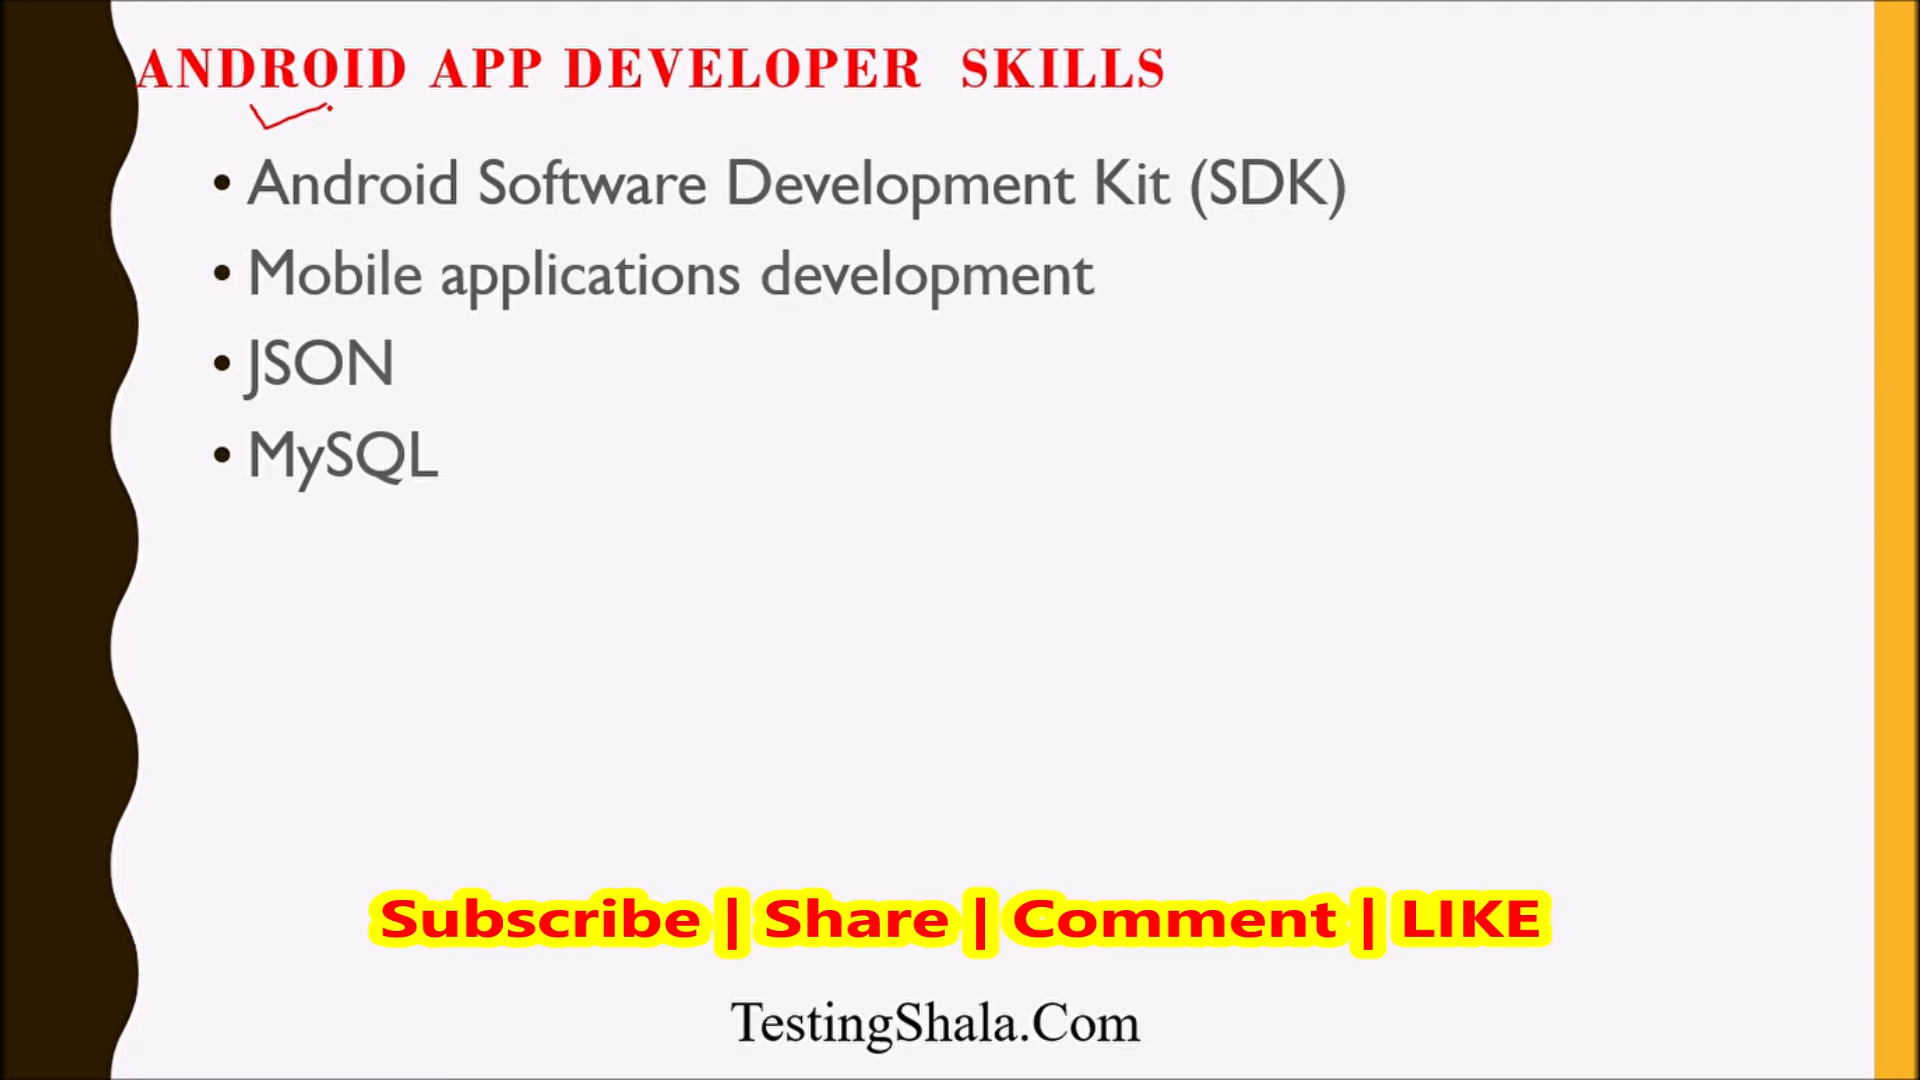 ANDROID APP DEVELOPER SKILLS
• Android Software Development Kit (SDK)
• Mobile applications development
• JSON
• MySQL
Subscribe | Share | Comment | LIKE
TestingShala.Com